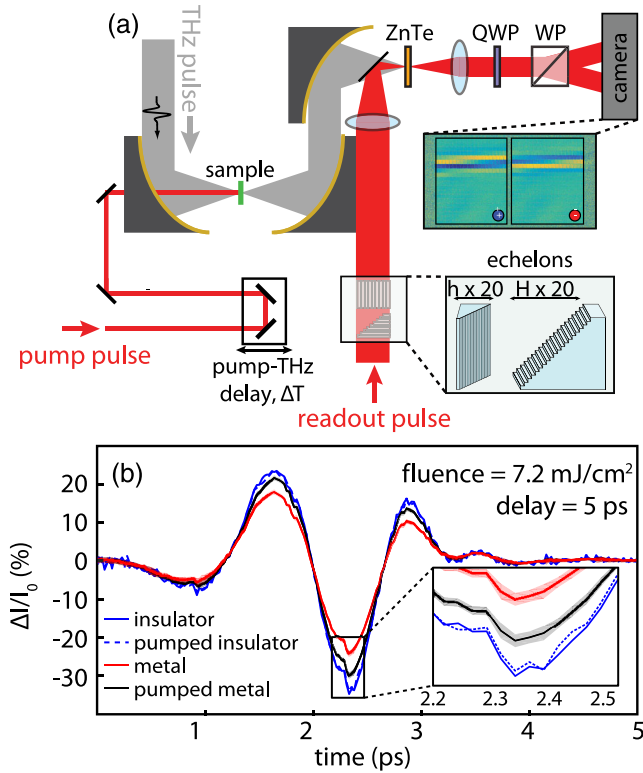 (a)
THz pulse
ZnTe
QWP
WP
camera
sample
+
-
echelons
h x 20
H x 20
pump pulse
pump-THz
delay, ΔT
readout pulse
(b)
fluence = 7.2 mJ/cm²
delay = 5 ps
ΔI/I₀ (%)
20
10
0
-10
-20
-30
insulator
pumped insulator
metal
pumped metal
2.2
2.3
2.4
2.5
1
2
3
4
5
time (ps)